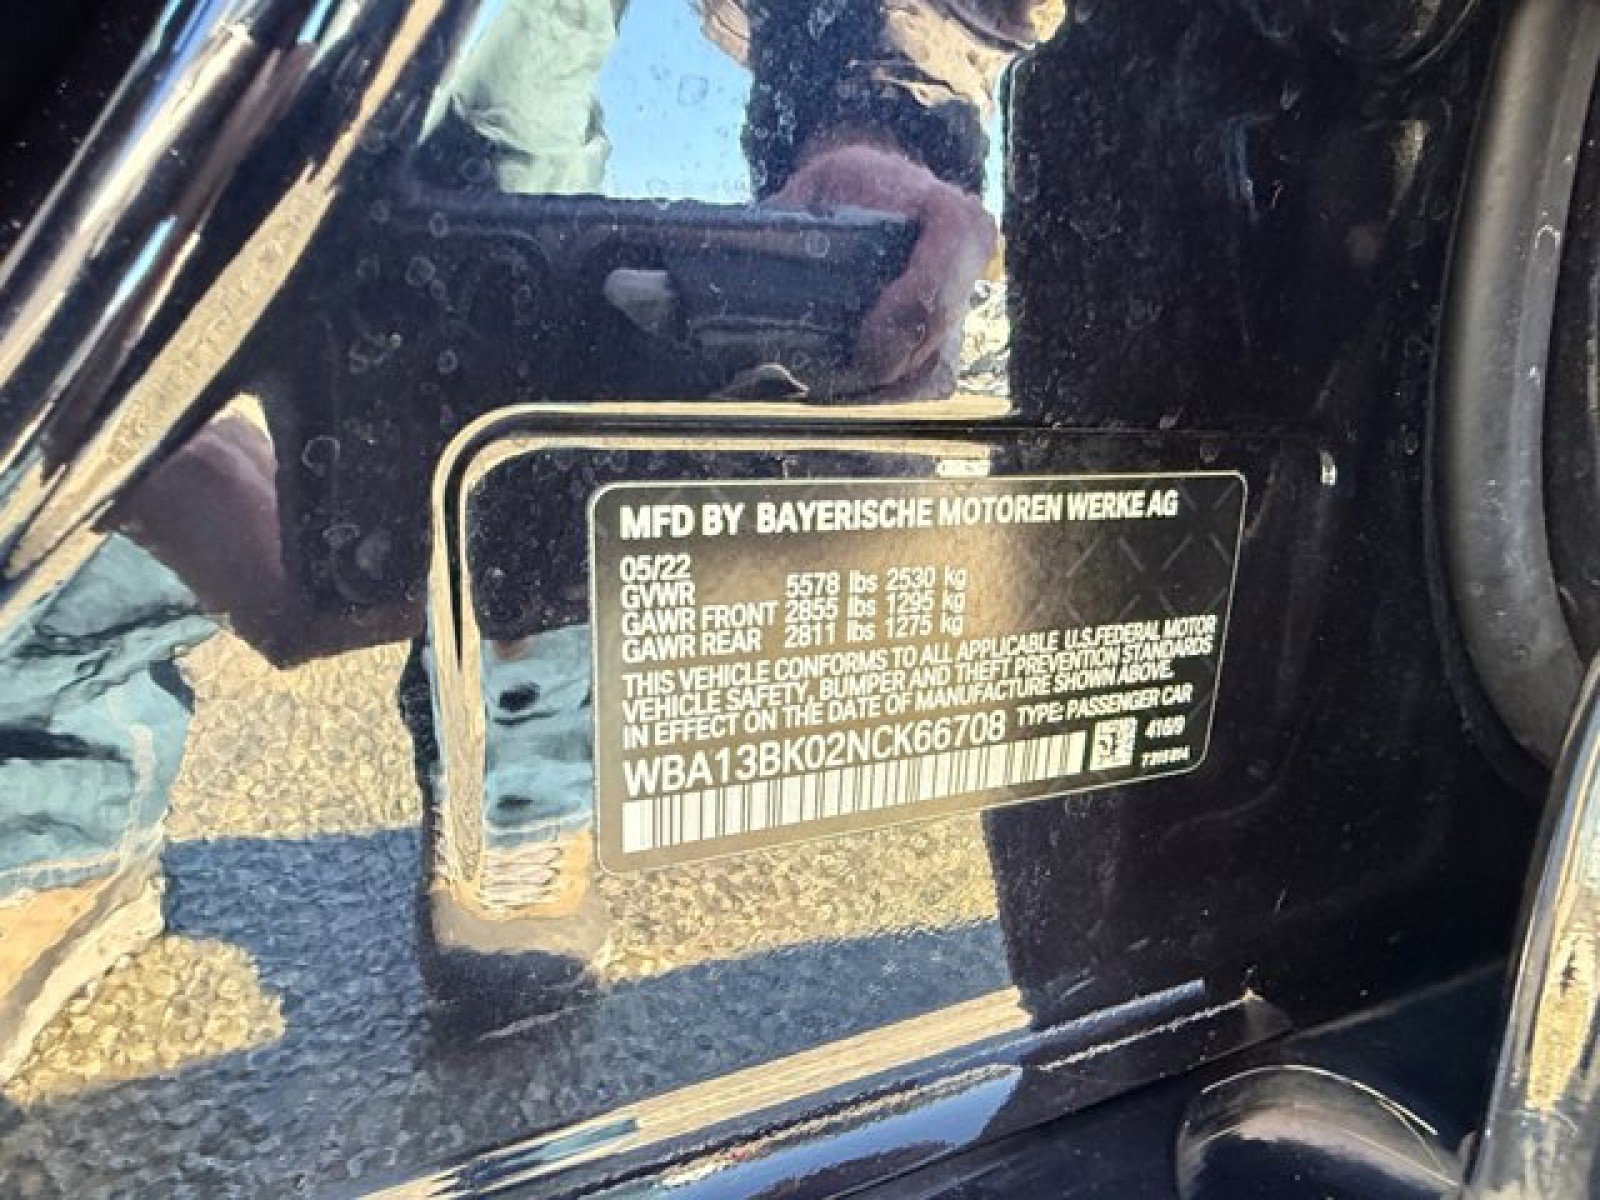 MFD BY BAYERISCHE MOTOREN WERKE AG
05/22
GVWR 5578 lbs 2530 kg
GAWR FRONT 2855 lbs 1295 kg
GAWR REAR 2811 lbs 1275 kg
THIS VEHICLE CONFORMS TO ALL APPLICABLE U.S.FEDERAL MOTOR
VEHICLE SAFETY, BUMPER AND THEFT PREVENTION STANDARDS
IN EFFECT ON THE DATE OF MANUFACTURE SHOWN ABOVE.
WBA13BK02NCK66708 TYPE: PASSENGER CAR